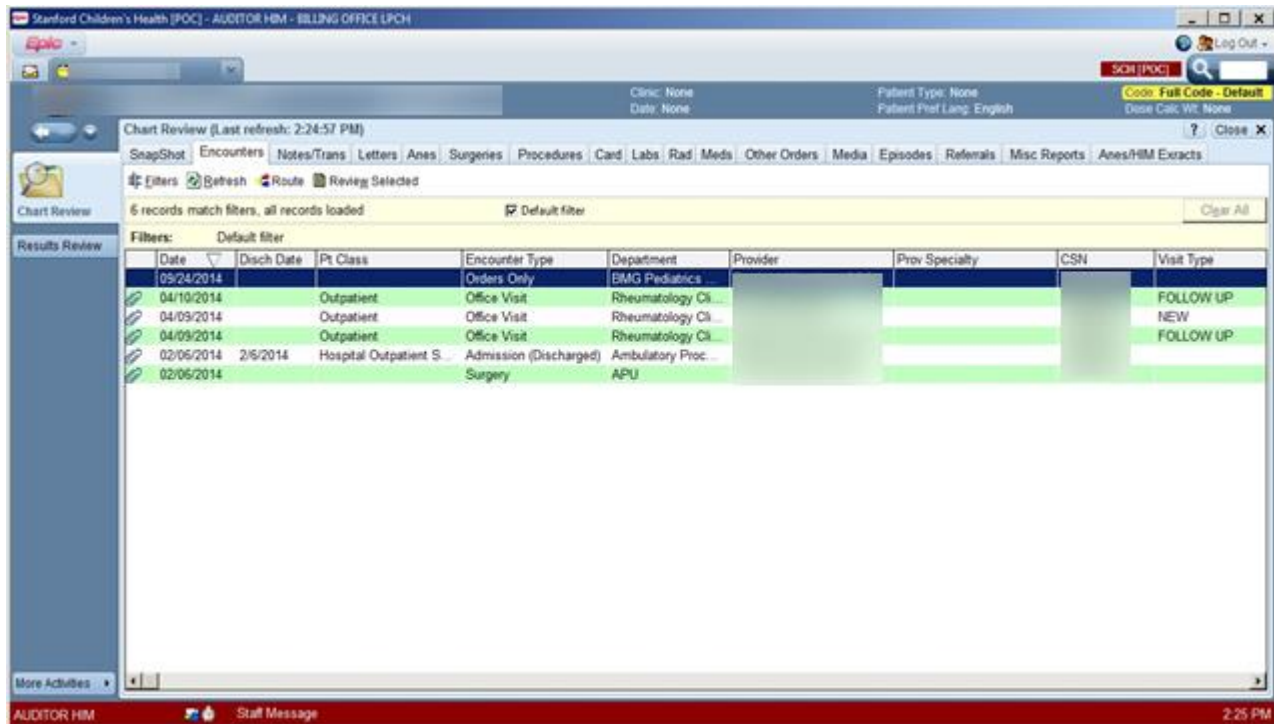 Stanford Children's Health [POC] - AUDITOR HIM - BILLING OFFICE LPCH
Epic
Log Out
SCH [POC]
Clinic: None Patient Type: None Code: Full Code - Default
Date: None Patient Pref Lang: English Dose Calc Wt: None
Chart Review (Last refresh: 2:24:57 PM) ? Close X
SnapShot Encounters Notes/Trans Letters Anes Surgeries Procedures Card Labs Rad Meds Other Orders Media Episodes Referrals Misc Reports Anes/HIM Exracts
Filters Refresh Route Review Selected
Chart Review
6 records match filters, all records loaded Default filter Clear All
Results Review
Filters: Default filter
Date Disch Date Pt Class Encounter Type Department Provider Prov Specialty CSN Visit Type
09/24/2014 Orders Only BMG Pediatrics ...
04/10/2014 Outpatient Office Visit Rheumatology Cli... FOLLOW UP
04/09/2014 Outpatient Office Visit Rheumatology Cli... NEW
04/09/2014 Outpatient Office Visit Rheumatology Cli... FOLLOW UP
02/06/2014 2/6/2014 Hospital Outpatient S... Admission (Discharged) Ambulatory Proc...
02/06/2014 Surgery APU
More Activities
AUDITOR HIM Staff Message 2:25 PM